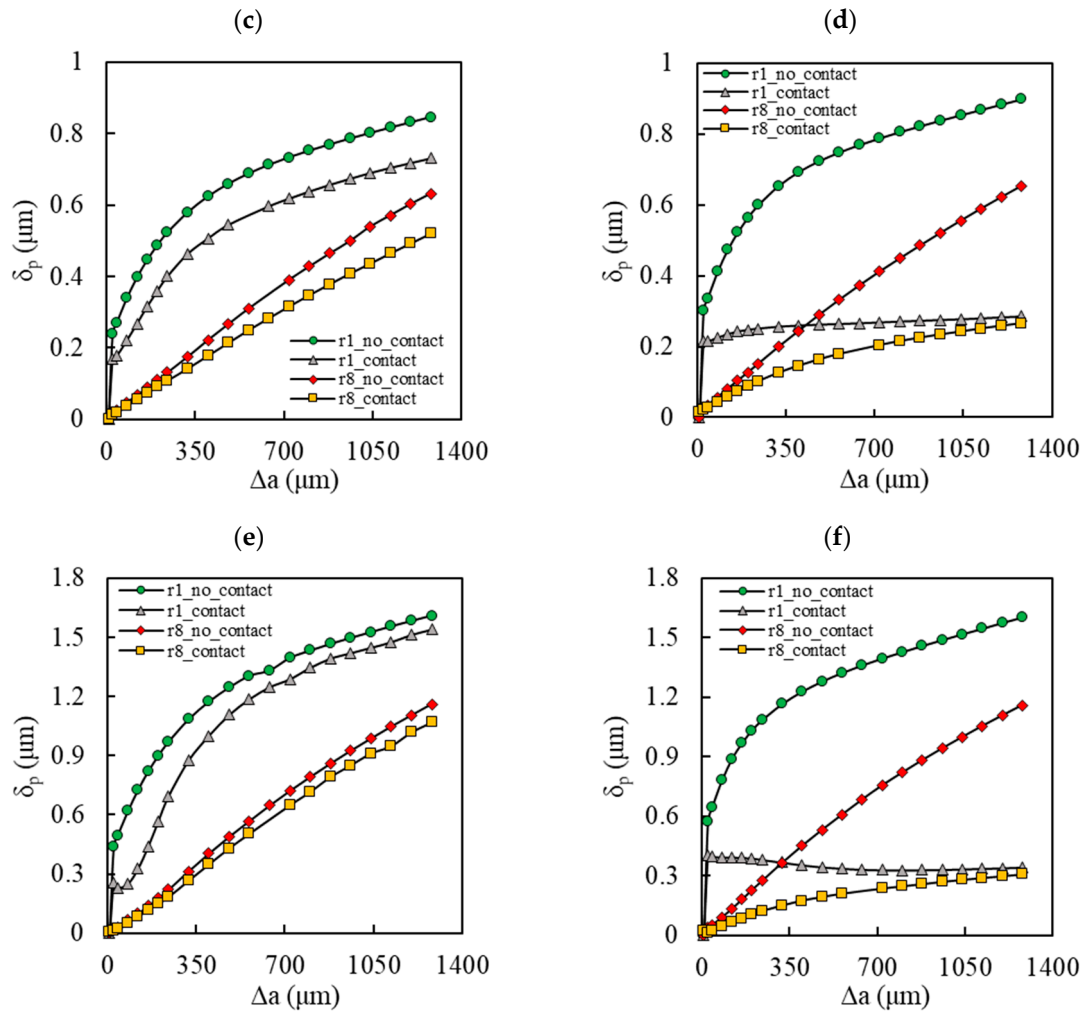 (c)
1
0.8
0.6
0.4
0.2
0
δp (μm)
r1_no_contact
r1_contact
r8_no_contact
r8_contact
0 350 700 1050 1400
Δa (μm)
(d)
1
0.8
0.6
0.4
0.2
0
δp (μm)
r1_no_contact
r1_contact
r8_no_contact
r8_contact
0 350 700 1050 1400
Δa (μm)
(e)
1.8
1.5
1.2
0.9
0.6
0.3
0
δp (μm)
r1_no_contact
r1_contact
r8_no_contact
r8_contact
0 350 700 1050 1400
Δa (μm)
(f)
1.8
1.5
1.2
0.9
0.6
0.3
0
δp (μm)
r1_no_contact
r1_contact
r8_no_contact
r8_contact
0 350 700 1050 1400
Δa (μm)